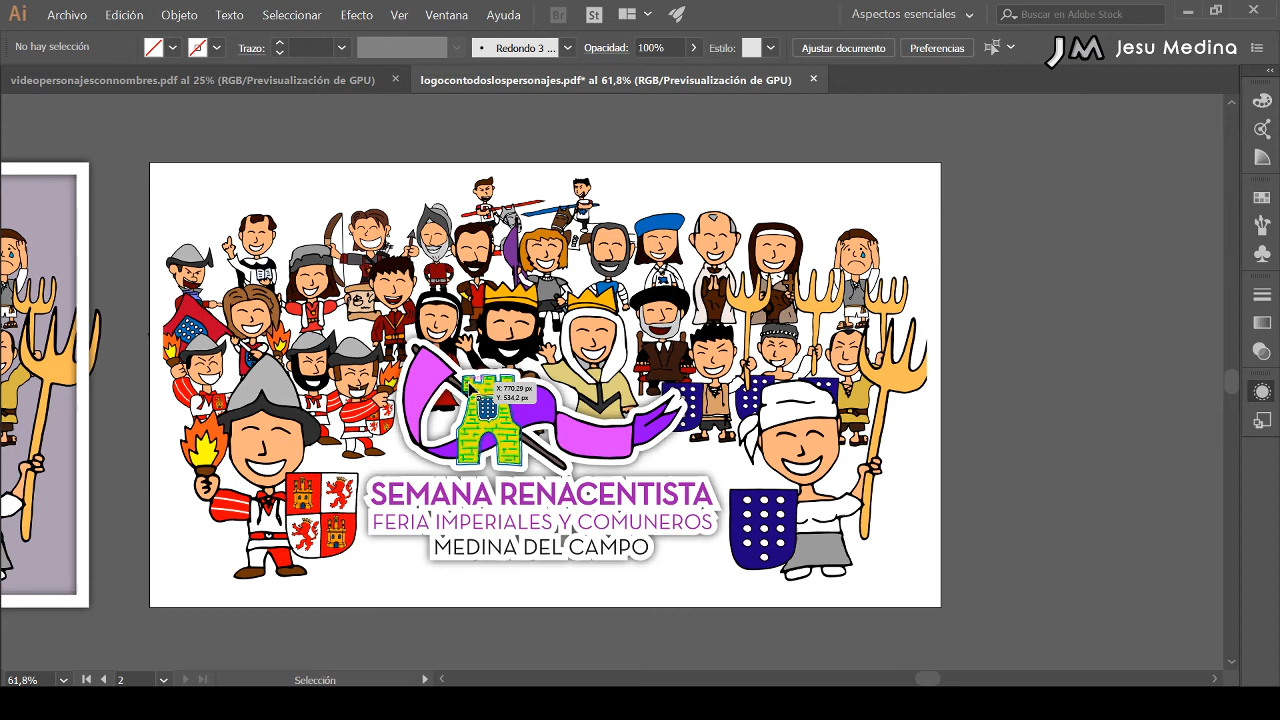 Ai Archivo Edición Objeto Texto Seleccionar Efecto Ver Ventana Ayuda Br St Aspectos esenciales Buscar en Adobe Stock
No hay selección Trazo: Redondo 3 ... Opacidad: 100% Estilo: Ajustar documento Preferencias JM Jesu Medina
videopersonajesconnombres.pdf al 25% (RGB/Previsualización de GPU) × logocontodoslospersonajes.pdf* al 61,8% (RGB/Previsualización de GPU) ×
X: 770.29 px
Y: 534,2 px
SEMANA RENACENTISTA
FERIA IMPERIALES Y COMUNEROS
MEDINA DEL CAMPO
61,8% 2 Selección